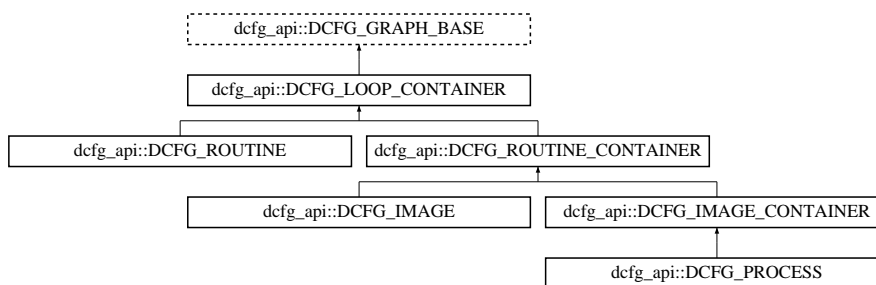 dcfg_api::DCFG_GRAPH_BASE
dcfg_api::DCFG_LOOP_CONTAINER
dcfg_api::DCFG_ROUTINE
dcfg_api::DCFG_ROUTINE_CONTAINER
dcfg_api::DCFG_IMAGE
dcfg_api::DCFG_IMAGE_CONTAINER
dcfg_api::DCFG_PROCESS